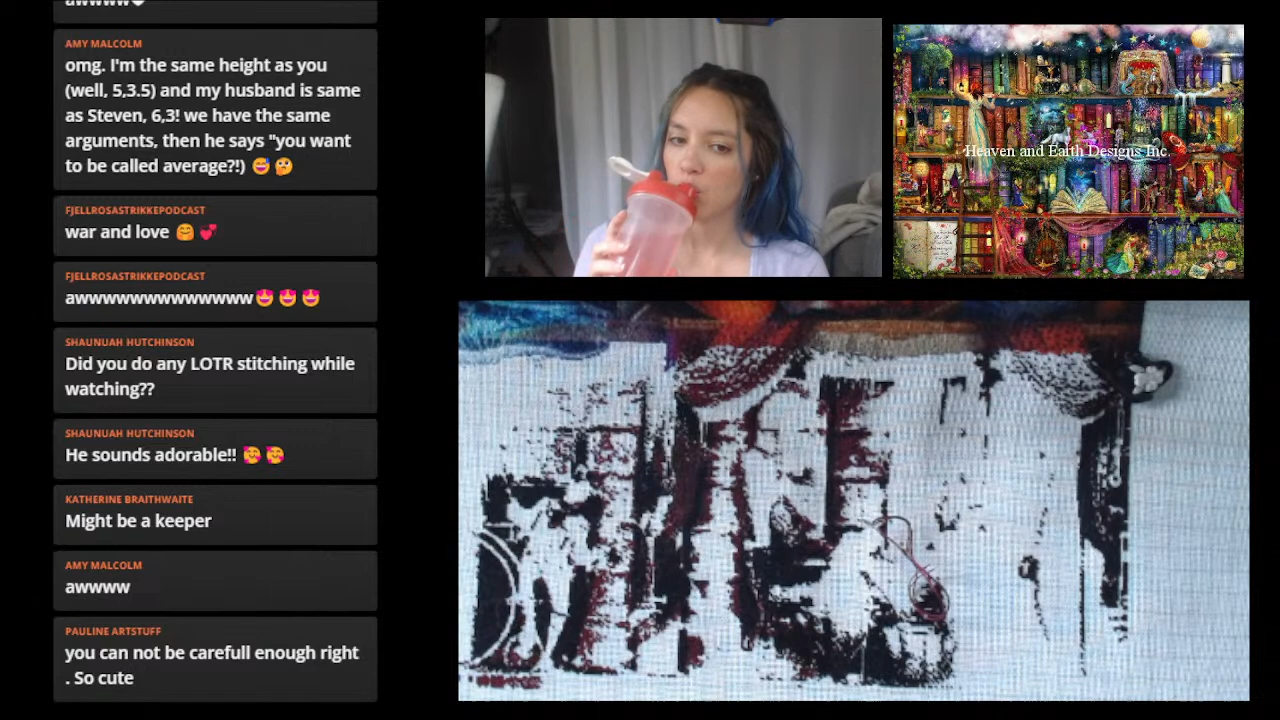 awwww
AMY MALCOLM
omg. I'm the same height as you
(well, 5,3.5) and my husband is same
as Steven, 6,3! we have the same
arguments, then he says "you want
to be called average?!) 😅 🤔
FJELLROSASTRIKKEPODCAST
war and love 🤗 💕
FJELLROSASTRIKKEPODCAST
awwwwwwwwwwwww😍 😍 😍
SHAUNUAH HUTCHINSON
Did you do any LOTR stitching while
watching??
SHAUNUAH HUTCHINSON
He sounds adorable!! 🥰 🥰
KATHERINE BRAITHWAITE
Might be a keeper
AMY MALCOLM
awwww
PAULINE ARTSTUFF
you can not be carefull enough right
. So cute
Heaven and Earth Designs Inc.